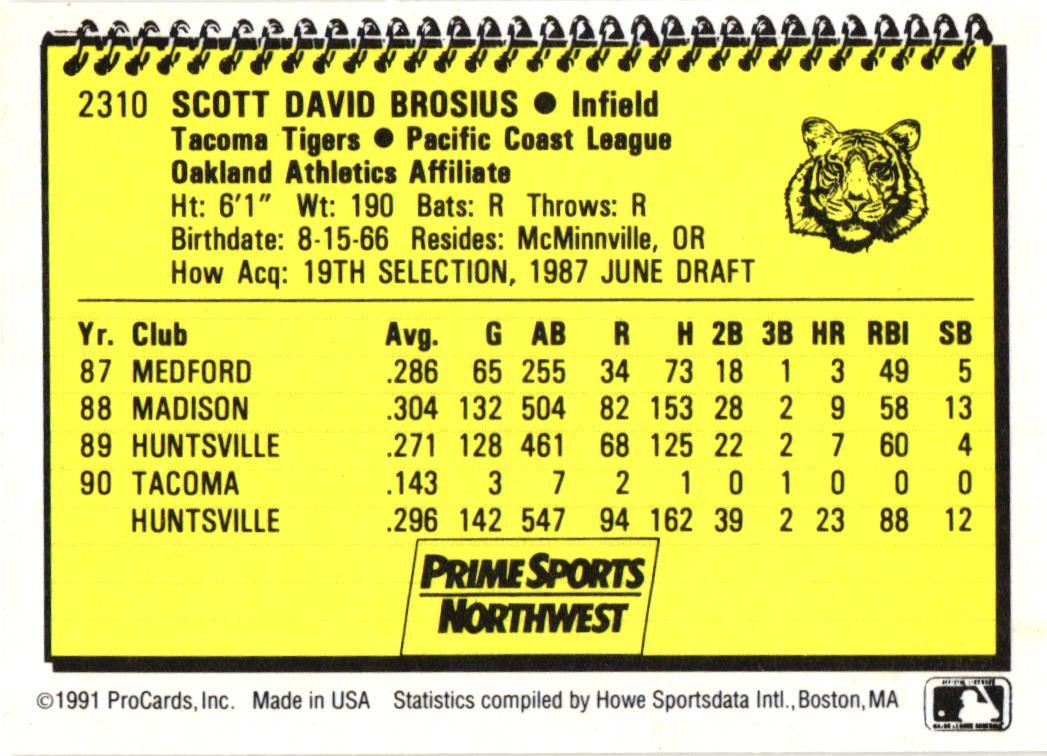 2310 SCOTT DAVID BROSIUS ● Infield
Tacoma Tigers ● Pacific Coast League
Oakland Athletics Affiliate
Ht: 6'1" Wt: 190 Bats: R Throws: R
Birthdate: 8-15-66 Resides: McMinnville, OR
How Acq: 19TH SELECTION, 1987 JUNE DRAFT
Yr. Club Avg. G AB R H 2B 3B HR RBI SB
87 MEDFORD .286 65 255 34 73 18 1 3 49 5
88 MADISON .304 132 504 82 153 28 2 9 58 13
89 HUNTSVILLE .271 128 461 68 125 22 2 7 60 4
90 TACOMA .143 3 7 2 1 0 1 0 0 0
HUNTSVILLE .296 142 547 94 162 39 2 23 88 12
PRIME SPORTS
NORTHWEST
©1991 ProCards, Inc. Made in USA Statistics compiled by Howe Sportsdata Intl., Boston, MA